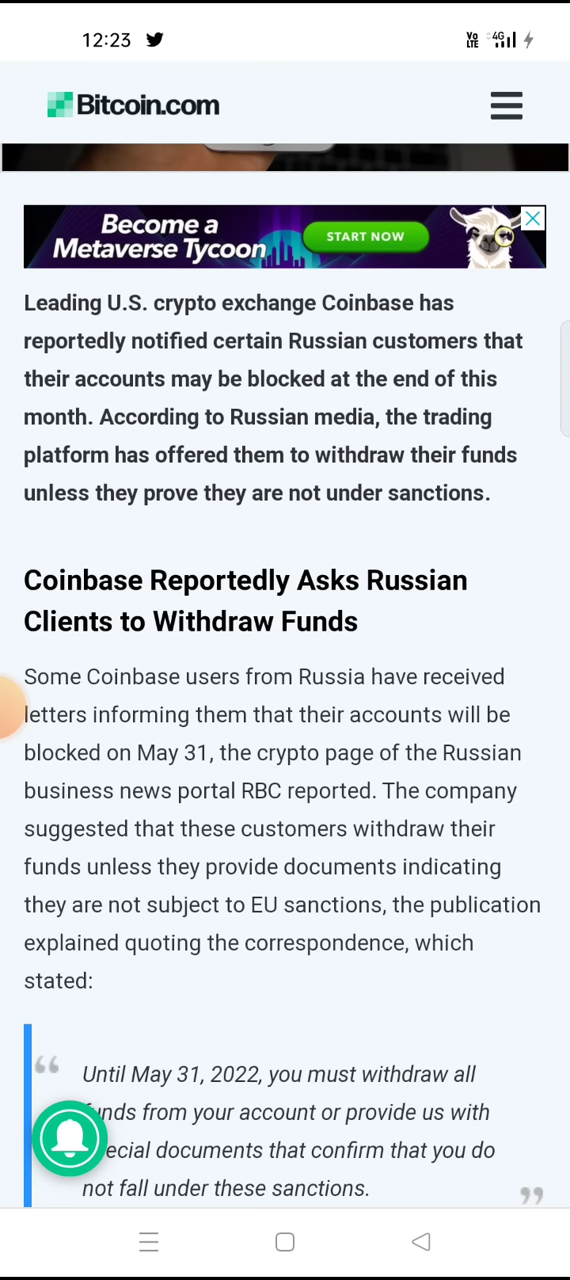 12:23
Vo LTE 4G
Bitcoin.com
Become a
Metaverse Tycoon
START NOW
Leading U.S. crypto exchange Coinbase has
reportedly notified certain Russian customers that
their accounts may be blocked at the end of this
month. According to Russian media, the trading
platform has offered them to withdraw their funds
unless they prove they are not under sanctions.
Coinbase Reportedly Asks Russian
Clients to Withdraw Funds
Some Coinbase users from Russia have received
letters informing them that their accounts will be
blocked on May 31, the crypto page of the Russian
business news portal RBC reported. The company
suggested that these customers withdraw their
funds unless they provide documents indicating
they are not subject to EU sanctions, the publication
explained quoting the correspondence, which
stated:
“
Until May 31, 2022, you must withdraw all
funds from your account or provide us with
special documents that confirm that you do
not fall under these sanctions.
”